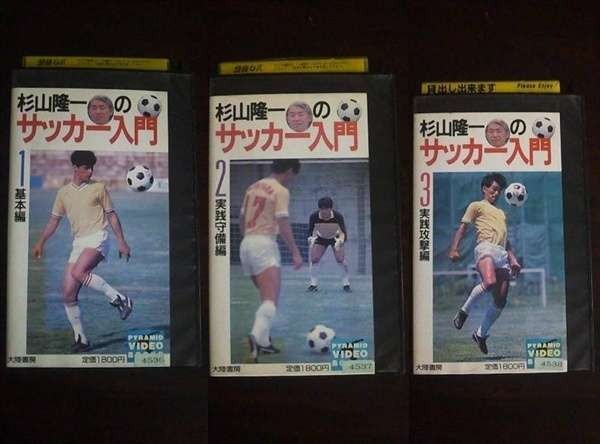 杉山隆一の
サッカー入門
1 基本編
PYRAMID
VIDEO
4536
大陸書房
定価1800円
杉山隆一の
サッカー入門
2 実践守備編
17
PYRAMID
VIDEO
4537
大陸書房
定価1800円
貸し出し出来ます Please Enjoy
杉山隆一の
サッカー入門
3 実践攻撃編
PYRAMID
VIDEO
4538
大陸書房
定価1800円